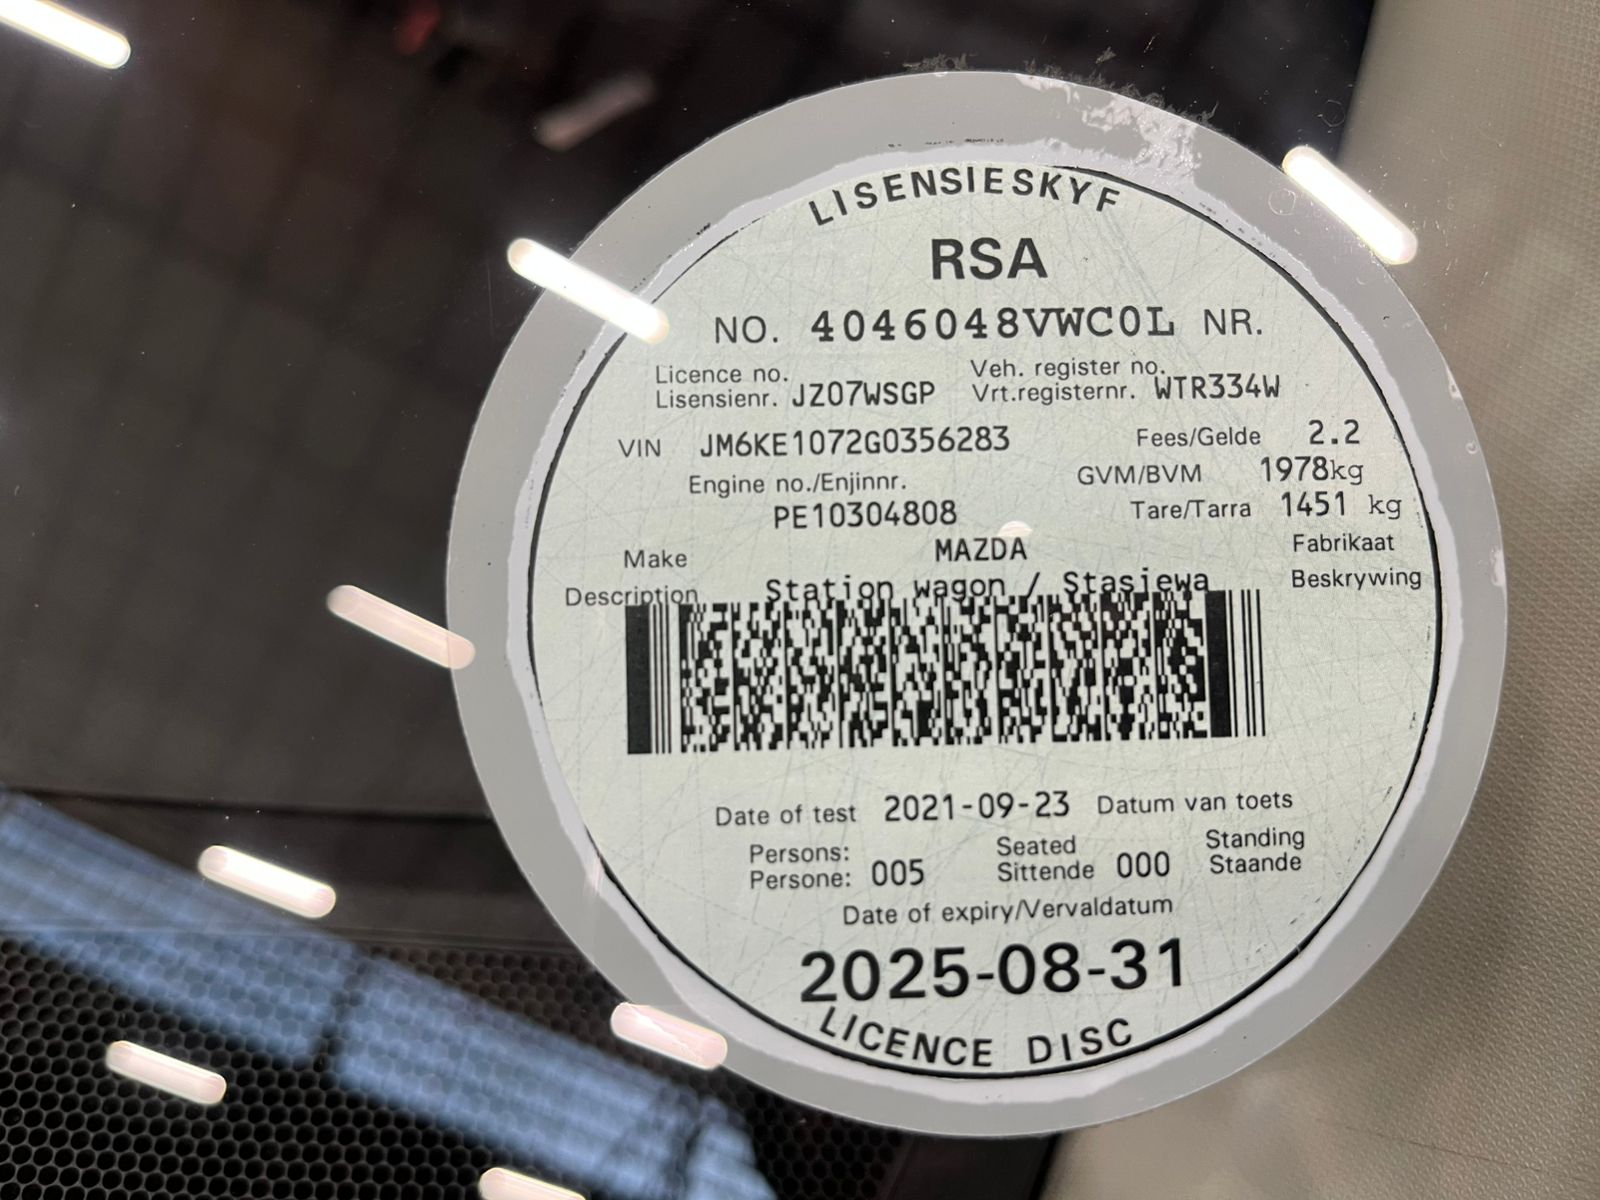 LISENSIESKYF
RSA
NO. 4046048VWC0L NR.
Licence no. Veh. register no.
Lisensienr. JZ07WSGP Vrt.registernr. WTR334W
VIN JM6KE1072G0356283 Fees/Gelde 2.2
Engine no./Enjinnr. GVM/BVM 1978kg
PE10304808 Tare/Tarra 1451 kg
Make MAZDA Fabrikaat
Description Station wagon / Stasiewa Beskrywing
Date of test 2021-09-23 Datum van toets
Persons: Seated Standing
Persone: 005 Sittende 000 Staande
Date of expiry/Vervaldatum
2025-08-31
LICENCE DISC